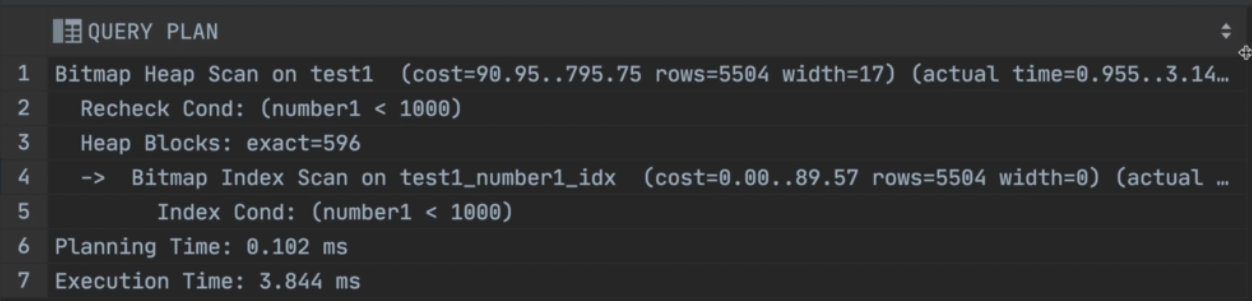 QUERY PLAN
1 Bitmap Heap Scan on test1  (cost=90.95..795.75 rows=5504 width=17) (actual time=0.955..3.14…
2   Recheck Cond: (number1 < 1000)
3   Heap Blocks: exact=596
4   ->  Bitmap Index Scan on test1_number1_idx  (cost=0.00..89.57 rows=5504 width=0) (actual …
5         Index Cond: (number1 < 1000)
6 Planning Time: 0.102 ms
7 Execution Time: 3.844 ms